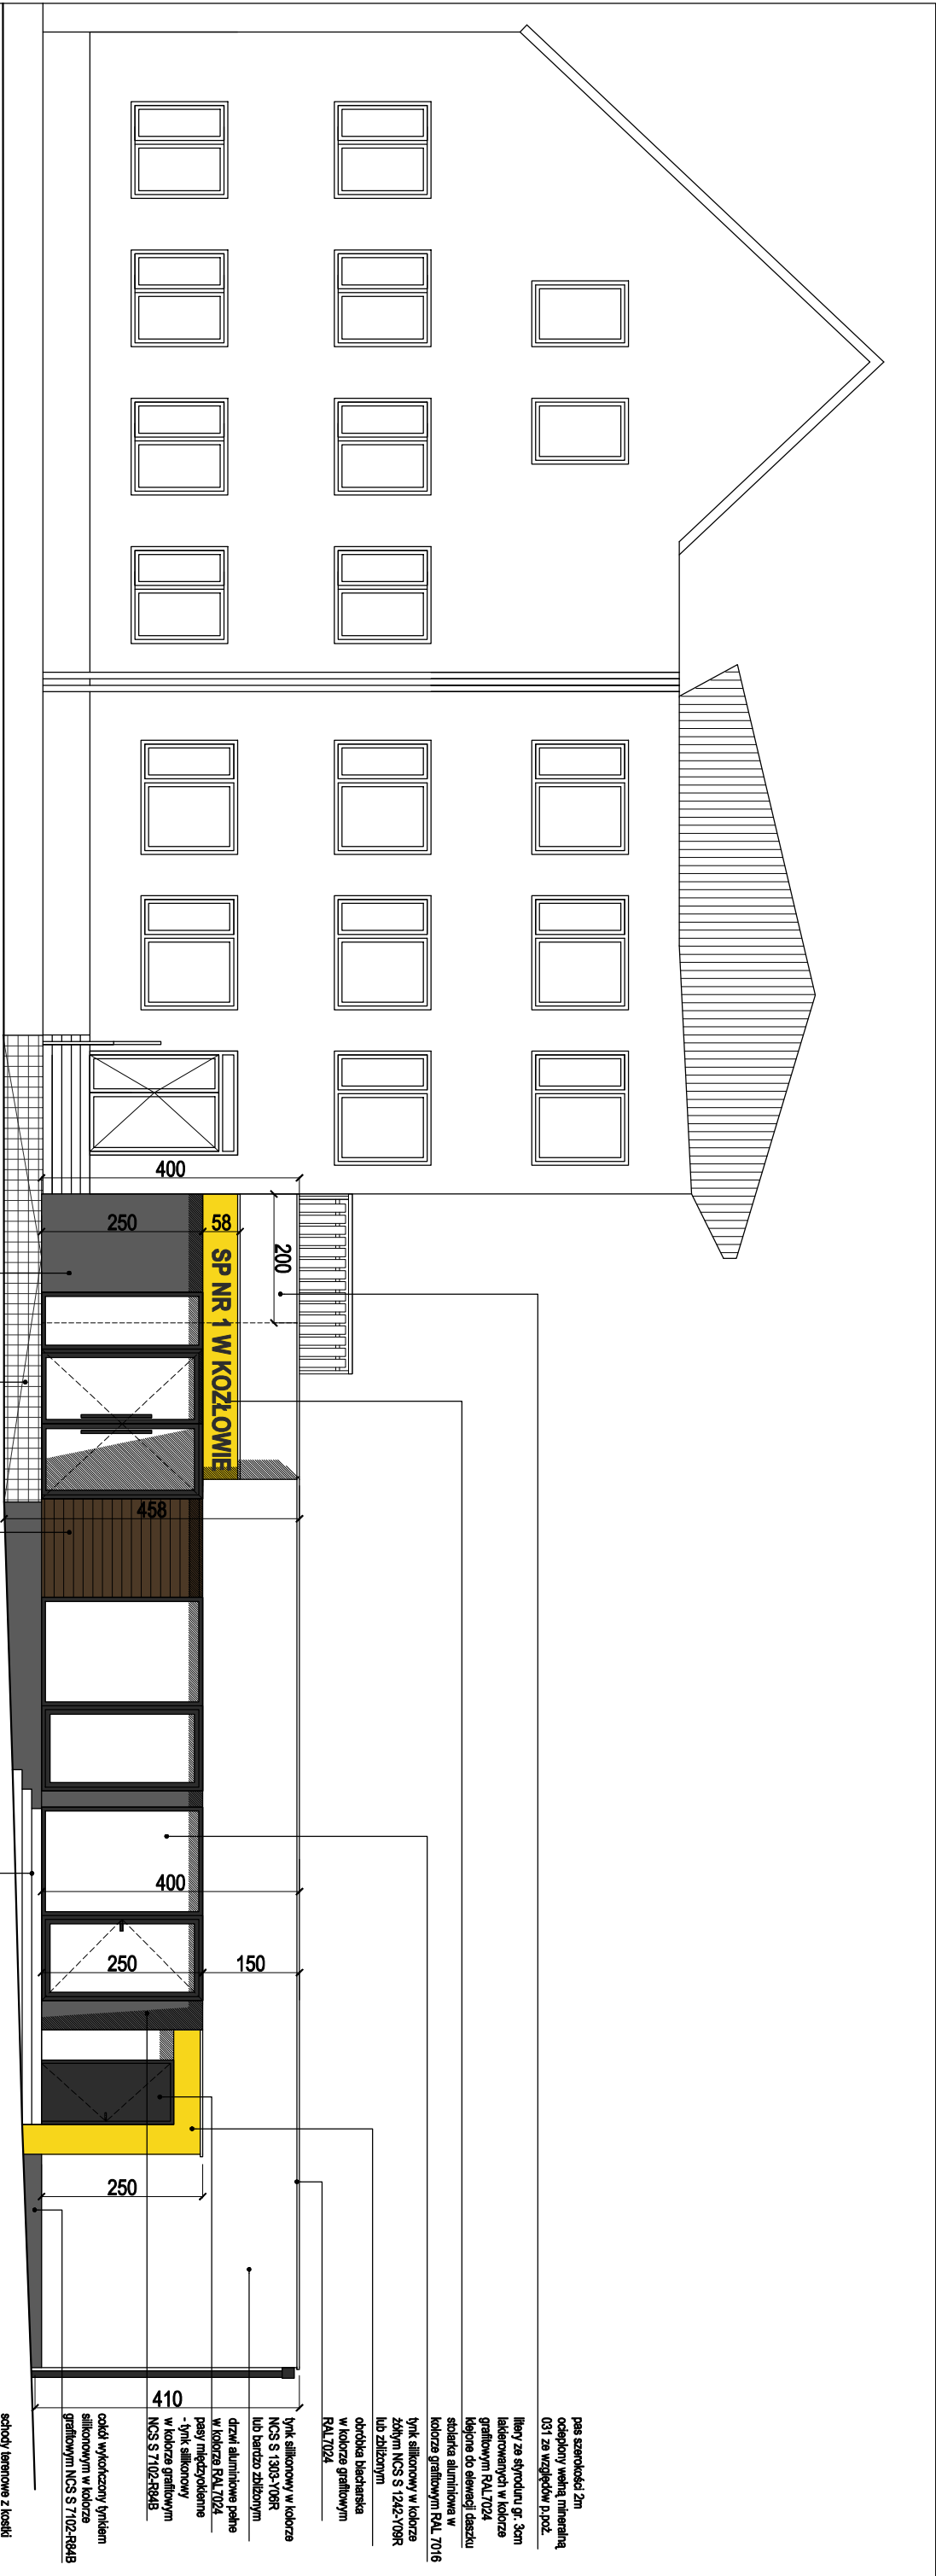 pas szerokości 2m
ocieplony wełną mineralną
031 ze względów p.poż.
litery ze styroduru gr. 3cm
lakierowanych w kolorze
grafitowym RAL7024
klejone do elewacji daszku
stolarka aluminiowa w
kolorze grafitowym RAL 7016
tynk silikonowy w kolorze
żółtym NCS S 1242-Y09R
lub zbliżonym
obróbka blacharska
w kolorze grafitowym
RAL7024
tynk silikonowy w kolorze
NCS S 1303-Y06R
lub bardzo zbliżonym
drzwi aluminiowe pełne
w kolorze RAL7024
pasy międzyokienne
- tynk silikonowy
w kolorze grafitowym
NCS S 7102-R84B
cokół wykończony tynkiem
silikonowym w kolorze
grafitowym NCS S 7102-R84B
schody terenowe z kostki
SP NR 1 W KOZŁOWIE
400
200
58
250
458
400
150
250
250
410